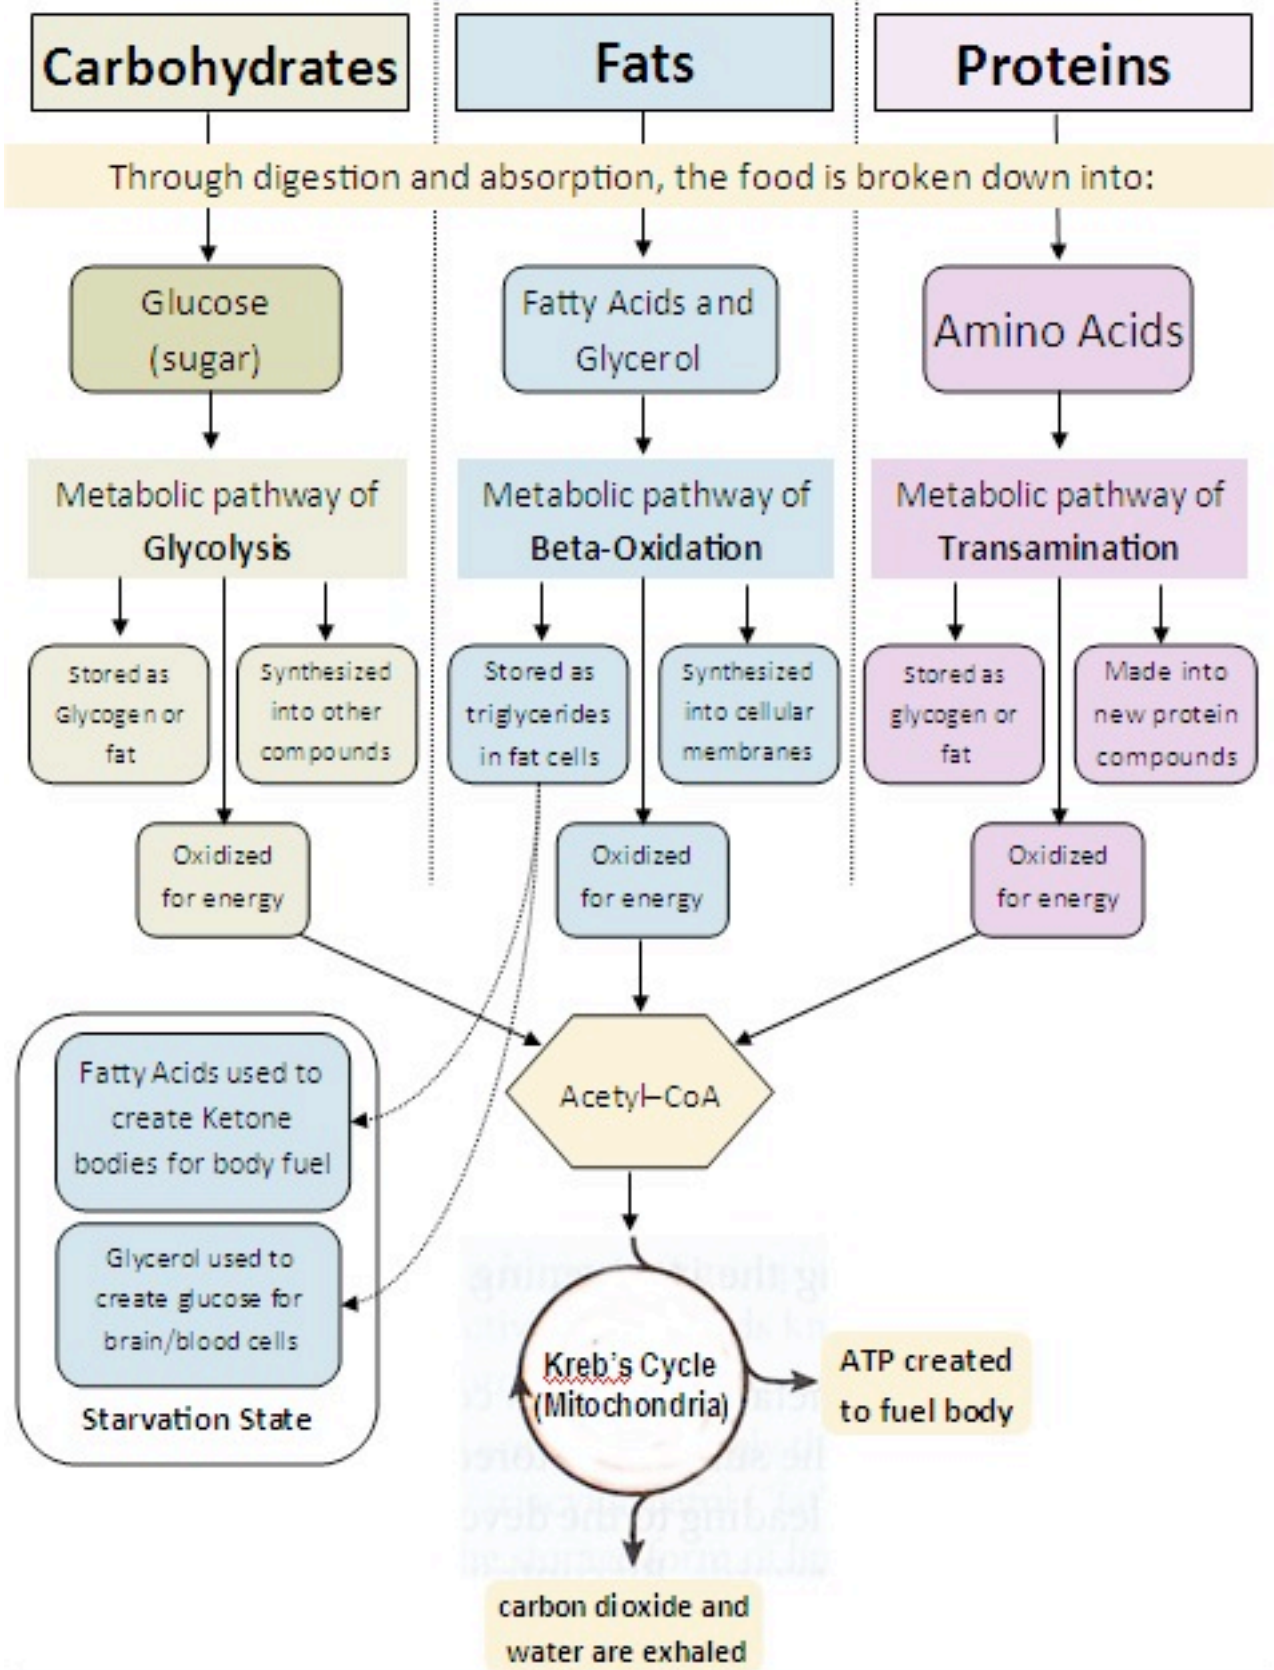 Carbohydrates
Fats
Proteins
Through digestion and absorption, the food is broken down into:
Glucose
(sugar)
Fatty Acids and
Glycerol
Amino Acids
Metabolic pathway of
Glycolysis
Metabolic pathway of
Beta-Oxidation
Metabolic pathway of
Transamination
Stored as
Glycogen or
fat
Synthesized
into other
compounds
Stored as
triglycerides
in fat cells
Synthesized
into cellular
membranes
Stored as
glycogen or
fat
Made into
new protein
compounds
Oxidized
for energy
Oxidized
for energy
Oxidized
for energy
Fatty Acids used to
create Ketone
bodies for body fuel
Glycerol used to
create glucose for
brain/blood cells
Starvation State
Acetyl–CoA
Kreb's Cycle
(Mitochondria)
ATP created
to fuel body
carbon dioxide and
water are exhaled